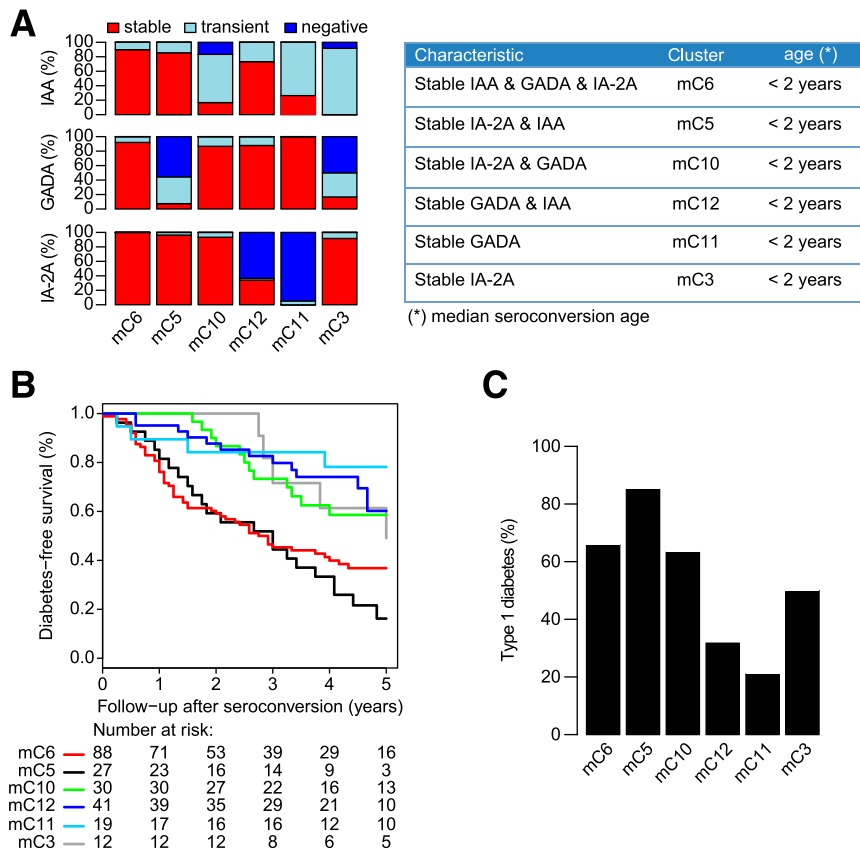 A
stable transient negative
IAA (%)
100
80
60
40
20
0
GADA (%)
100
80
60
40
20
0
IA-2A (%)
100
80
60
40
20
0
mC6 mC5 mC10 mC12 mC11 mC3
Characteristic Cluster age (*)
Stable IAA & GADA & IA-2A mC6 < 2 years
Stable IA-2A & IAA mC5 < 2 years
Stable IA-2A & GADA mC10 < 2 years
Stable GADA & IAA mC12 < 2 years
Stable GADA mC11 < 2 years
Stable IA-2A mC3 < 2 years
(*) median seroconversion age
B
Diabetes−free survival (%)
1.0
0.8
0.6
0.4
0.2
0.0
0 1 2 3 4 5
Follow−up after seroconversion (years)
Number at risk:
mC6 88 71 53 39 29 16
mC5 27 23 16 14 9 3
mC10 30 30 27 22 16 13
mC12 41 39 35 29 21 10
mC11 19 17 16 16 12 10
mC3 12 12 12 8 6 5
C
Type 1 diabetes (%)
100
80
60
40
20
0
mC6 mC5 mC10 mC12 mC11 mC3